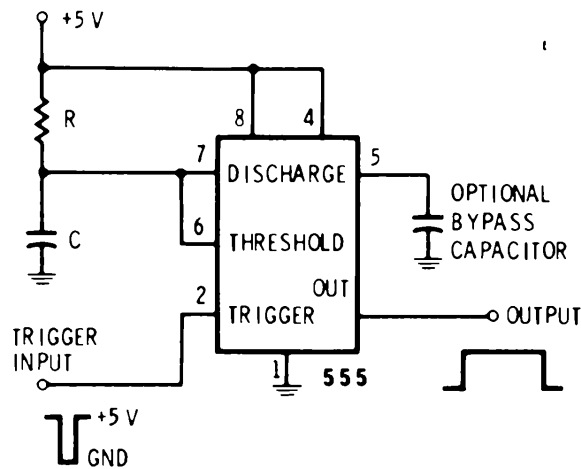 +5 V
R
8
4
7
5
DISCHARGE
OPTIONAL
BYPASS
CAPACITOR
6
C
THRESHOLD
2
OUT
TRIGGER
OUTPUT
TRIGGER
INPUT
1
555
+5 V
GND